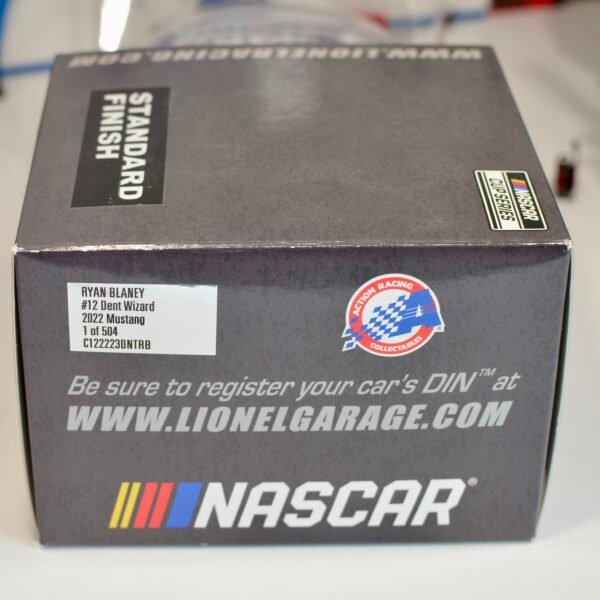 WWW.LIONELRACING.COM
STANDARD
FINISH
NASCAR
CUP SERIES
RYAN BLANEY
#12 Dent Wizard
2022 Mustang
1 of 504
C122223DNTRB
ACTION RACING
COLLECTABLES
Be sure to register your car's DIN™ at
WWW.LIONELGARAGE.COM
NASCAR®